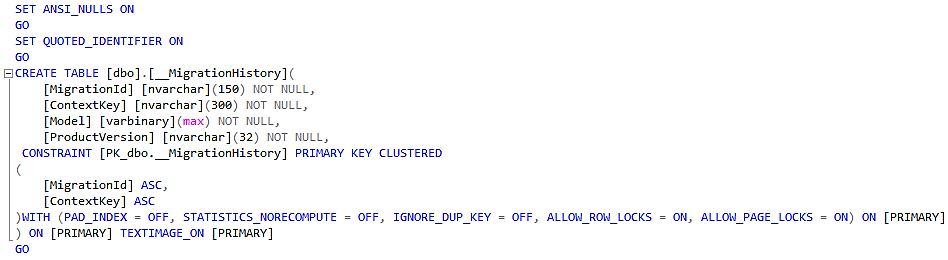 SET ANSI_NULLS ON
GO
SET QUOTED_IDENTIFIER ON
GO
CREATE TABLE [dbo].[__MigrationHistory](
    [MigrationId] [nvarchar](150) NOT NULL,
    [ContextKey] [nvarchar](300) NOT NULL,
    [Model] [varbinary](max) NOT NULL,
    [ProductVersion] [nvarchar](32) NOT NULL,
 CONSTRAINT [PK_dbo.__MigrationHistory] PRIMARY KEY CLUSTERED
(
    [MigrationId] ASC,
    [ContextKey] ASC
)WITH (PAD_INDEX = OFF, STATISTICS_NORECOMPUTE = OFF, IGNORE_DUP_KEY = OFF, ALLOW_ROW_LOCKS = ON, ALLOW_PAGE_LOCKS = ON) ON [PRIMARY]
) ON [PRIMARY] TEXTIMAGE_ON [PRIMARY]
GO